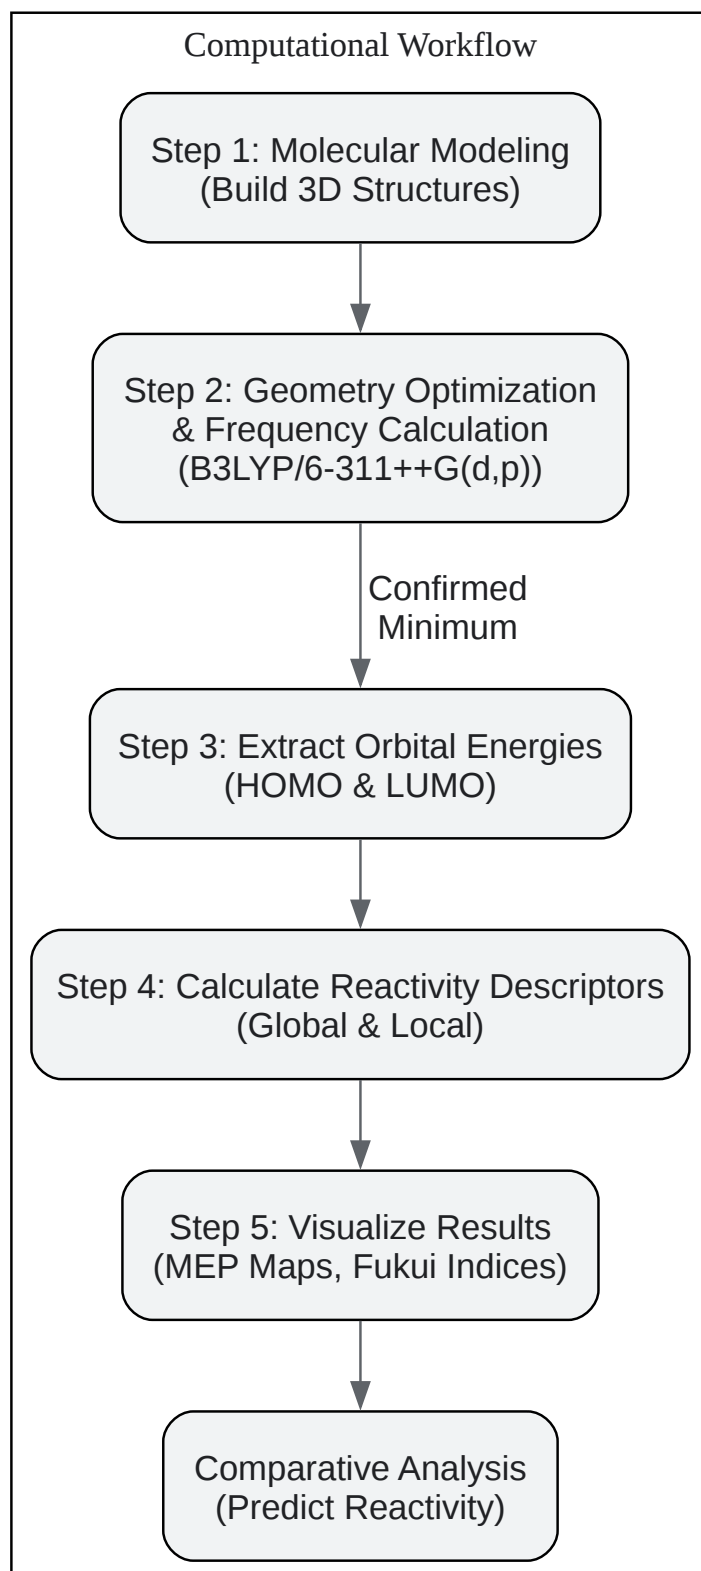 Computational Workflow
Step 1: Molecular Modeling
(Build 3D Structures)
Step 2: Geometry Optimization
& Frequency Calculation
(B3LYP/6-311++G(d,p))
Confirmed
Minimum
Step 3: Extract Orbital Energies
(HOMO & LUMO)
Step 4: Calculate Reactivity Descriptors
(Global & Local)
Step 5: Visualize Results
(MEP Maps, Fukui Indices)
Comparative Analysis
(Predict Reactivity)